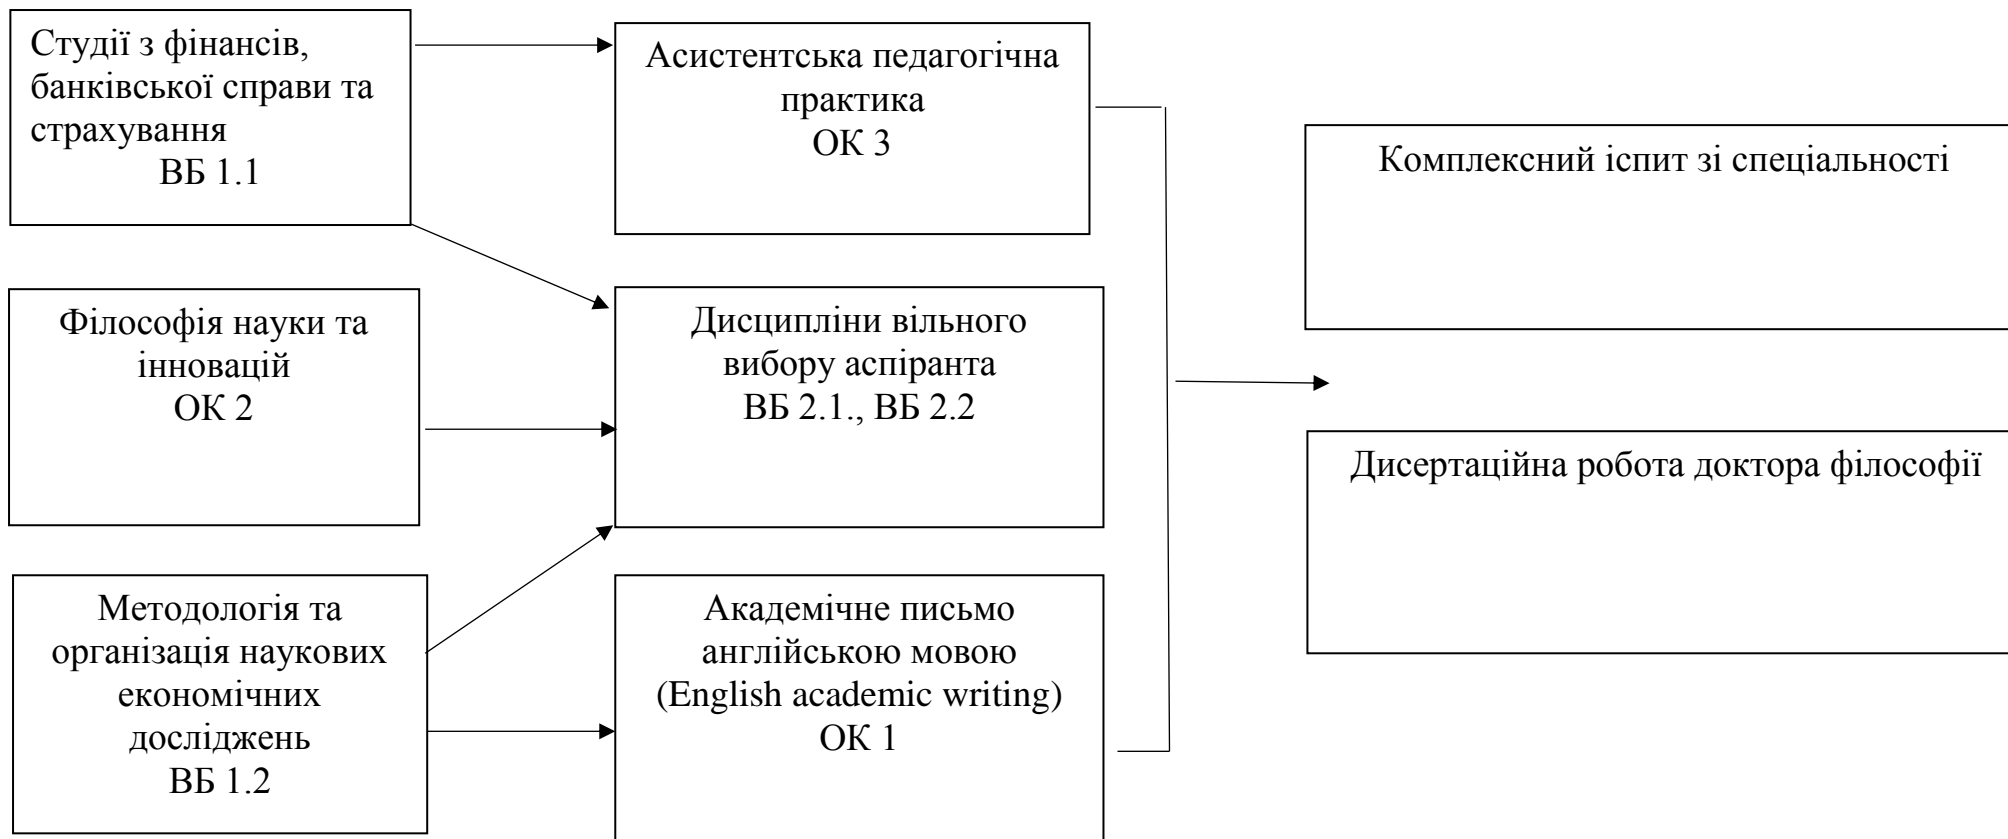 Студії з фінансів,
банківської справи та
страхування
ВБ 1.1
Філософія науки та
інновацій
ОК 2
Методологія та
організація наукових
економічних
досліджень
ВБ 1.2
Асистентська педагогічна
практика
ОК 3
Дисципліни вільного
вибору аспіранта
ВБ 2.1., ВБ 2.2
Академічне письмо
англійською мовою
(English academic writing)
ОК 1
Комплексний іспит зі спеціальності
Дисертаційна робота доктора філософії